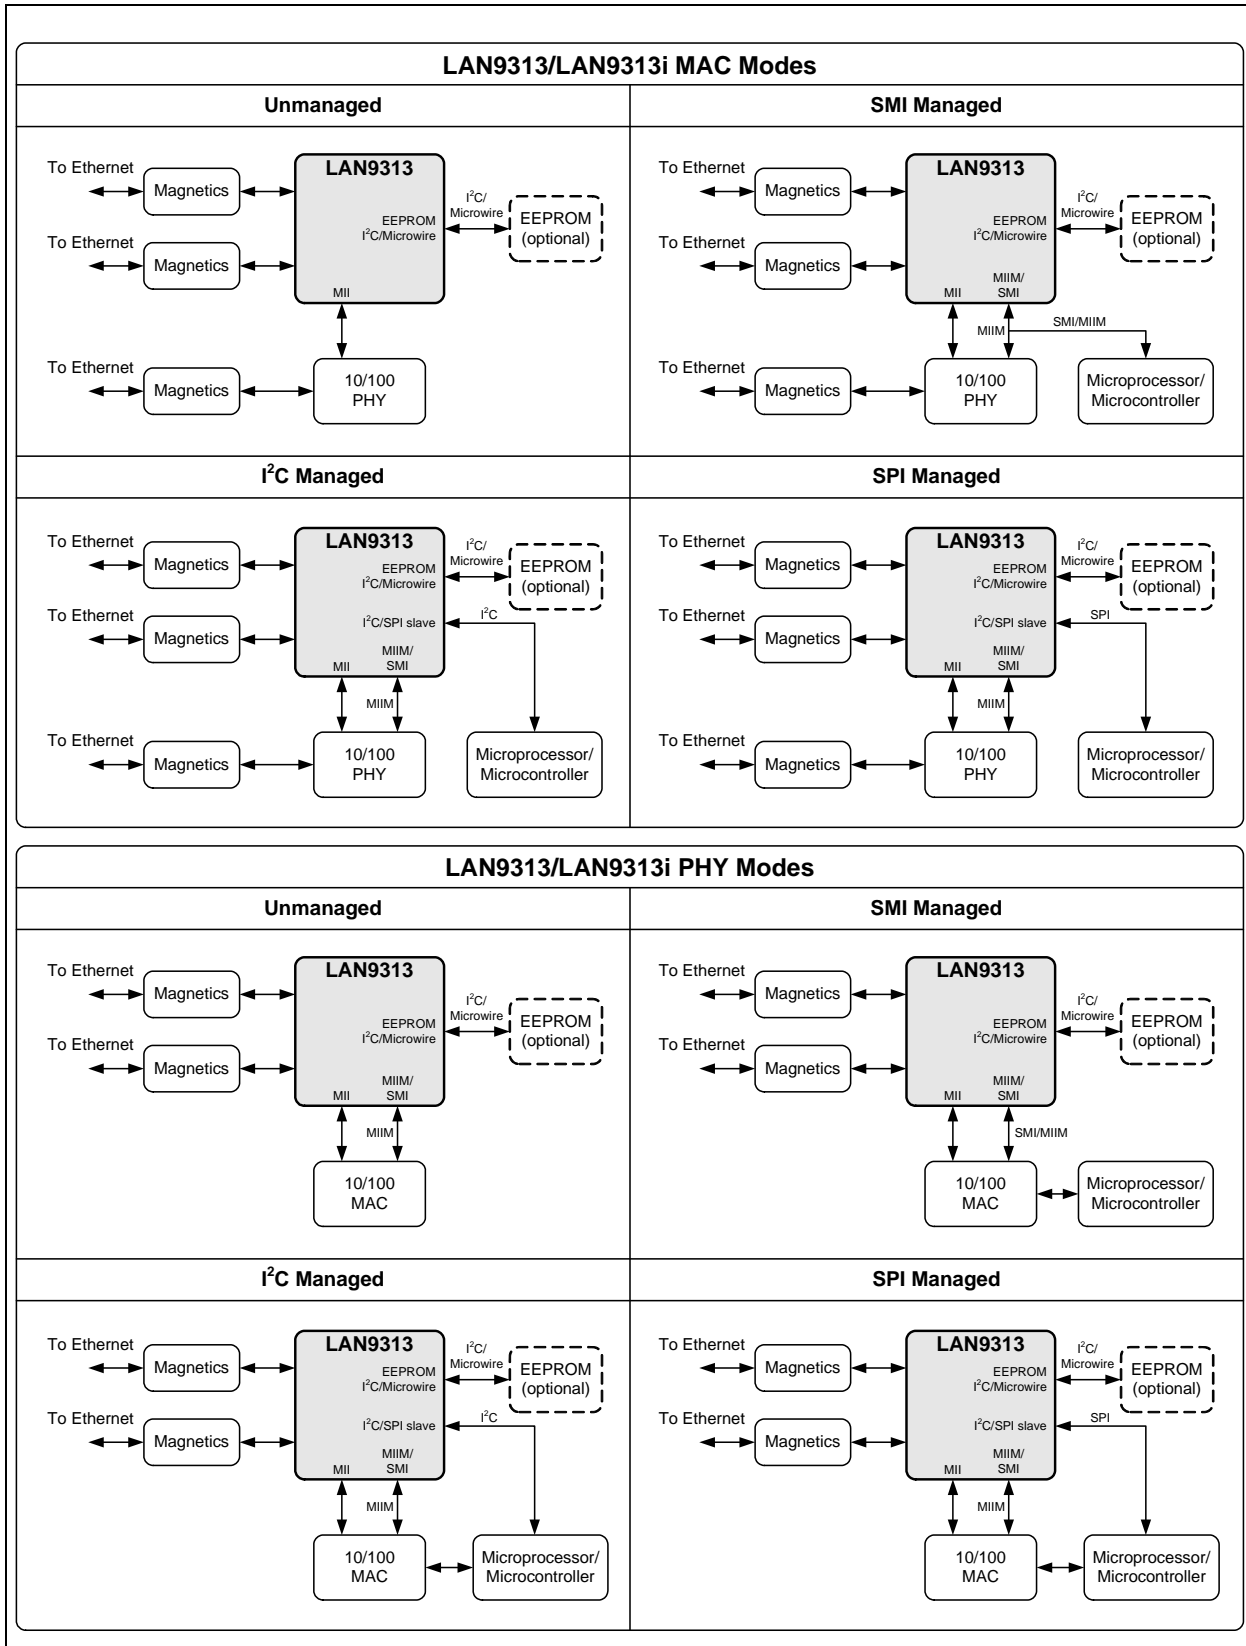 LAN9313/LAN9313i MAC Modes
Unmanaged
To Ethernet
Magnetics
To Ethernet
Magnetics
To Ethernet
Magnetics
LAN9313
EEPROM
I²C/Microwire
MII
I²C/
Microwire
EEPROM
(optional)
10/100
PHY
SMI Managed
To Ethernet
Magnetics
To Ethernet
Magnetics
To Ethernet
Magnetics
LAN9313
EEPROM
I²C/Microwire
MII
MIIM/
SMI
I²C/
Microwire
EEPROM
(optional)
MIIM
SMI/MIIM
10/100
PHY
Microprocessor/
Microcontroller
I²C Managed
To Ethernet
Magnetics
To Ethernet
Magnetics
To Ethernet
Magnetics
LAN9313
EEPROM
I²C/Microwire
I²C/SPI slave
MII
MIIM/
SMI
I²C/
Microwire
EEPROM
(optional)
I²C
MIIM
10/100
PHY
Microprocessor/
Microcontroller
SPI Managed
To Ethernet
Magnetics
To Ethernet
Magnetics
To Ethernet
Magnetics
LAN9313
EEPROM
I²C/Microwire
I²C/SPI slave
MII
MIIM/
SMI
I²C/
Microwire
EEPROM
(optional)
SPI
MIIM
10/100
PHY
Microprocessor/
Microcontroller
LAN9313/LAN9313i PHY Modes
Unmanaged
To Ethernet
Magnetics
To Ethernet
Magnetics
LAN9313
EEPROM
I²C/Microwire
MII
MIIM/
SMI
I²C/
Microwire
EEPROM
(optional)
MIIM
10/100
MAC
SMI Managed
To Ethernet
Magnetics
To Ethernet
Magnetics
LAN9313
EEPROM
I²C/Microwire
MII
MIIM/
SMI
I²C/
Microwire
EEPROM
(optional)
SMI/MIIM
10/100
MAC
Microprocessor/
Microcontroller
I²C Managed
To Ethernet
Magnetics
To Ethernet
Magnetics
LAN9313
EEPROM
I²C/Microwire
I²C/SPI slave
MII
MIIM/
SMI
I²C/
Microwire
EEPROM
(optional)
I²C
MIIM
10/100
MAC
Microprocessor/
Microcontroller
SPI Managed
To Ethernet
Magnetics
To Ethernet
Magnetics
LAN9313
EEPROM
I²C/Microwire
I²C/SPI slave
MII
MIIM/
SMI
I²C/
Microwire
EEPROM
(optional)
SPI
MIIM
10/100
MAC
Microprocessor/
Microcontroller